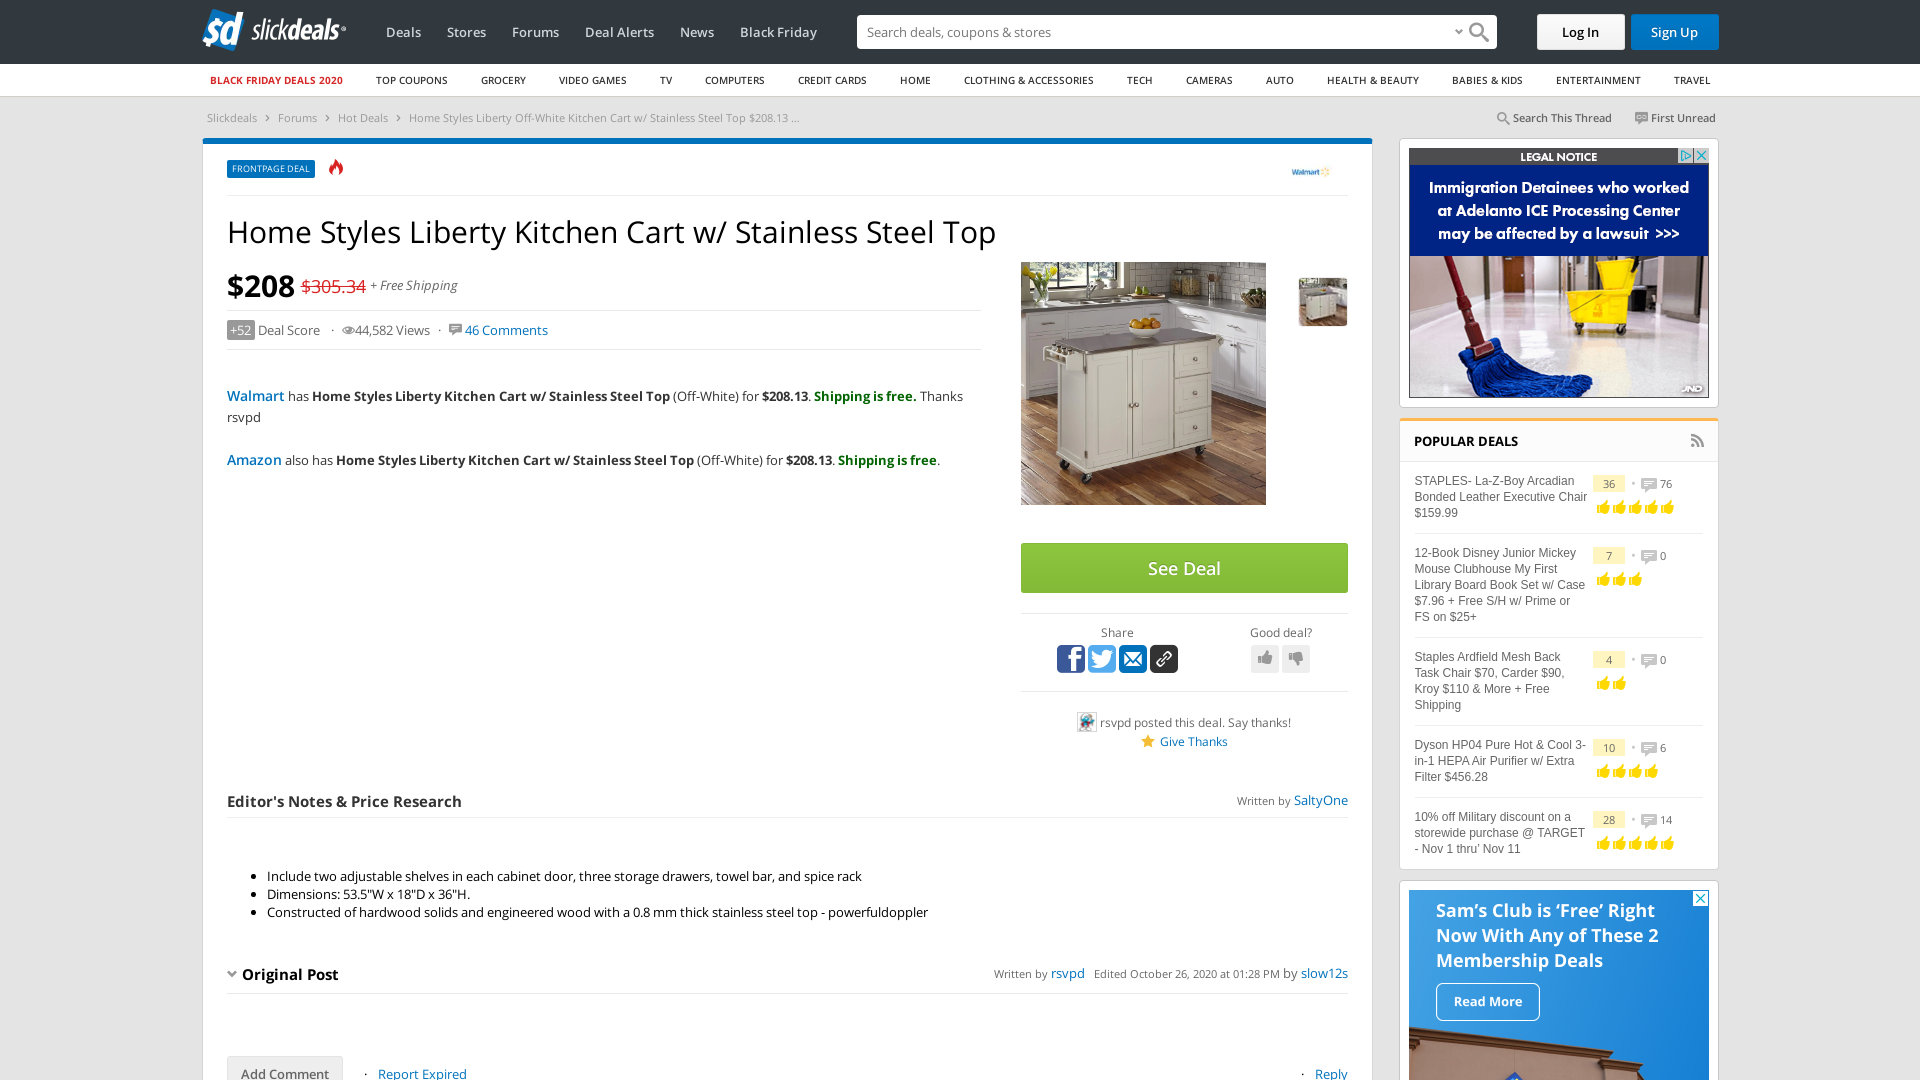 slickdeals
Deals
Stores
Forums
Deal Alerts
News
Black Friday
Search deals, coupons & stores
Log In
Sign Up
BLACK FRIDAY DEALS 2020
TOP COUPONS
GROCERY
VIDEO GAMES
TV
COMPUTERS
CREDIT CARDS
HOME
CLOTHING & ACCESSORIES
TECH
CAMERAS
AUTO
HEALTH & BEAUTY
BABIES & KIDS
ENTERTAINMENT
TRAVEL
Slickdeals > Forums > Hot Deals > Home Styles Liberty Off-White Kitchen Cart w/ Stainless Steel Top $208.13 ...
Search This Thread
First Unread
FRONTPAGE DEAL
Walmart
Home Styles Liberty Kitchen Cart w/ Stainless Steel Top
$208 $305.34 + Free Shipping
+52 Deal Score · 44,582 Views · 46 Comments
Walmart has Home Styles Liberty Kitchen Cart w/ Stainless Steel Top (Off-White) for $208.13. Shipping is free. Thanks
rsvpd
Amazon also has Home Styles Liberty Kitchen Cart w/ Stainless Steel Top (Off-White) for $208.13. Shipping is free.
See Deal
Share
Good deal?
rsvpd posted this deal. Say thanks!
Give Thanks
Editor's Notes & Price Research
Written by SaltyOne
• Include two adjustable shelves in each cabinet door, three storage drawers, towel bar, and spice rack
• Dimensions: 53.5"W x 18"D x 36"H.
• Constructed of hardwood solids and engineered wood with a 0.8 mm thick stainless steel top - powerfuldoppler
Original Post
Written by rsvpd Edited October 26, 2020 at 01:28 PM by slow12s
Add Comment
· Report Expired
· Reply
LEGAL NOTICE
Immigration Detainees who worked
at Adelanto ICE Processing Center
may be affected by a lawsuit >>>
JND
POPULAR DEALS
STAPLES- La-Z-Boy Arcadian
Bonded Leather Executive Chair
$159.99
36 • 76
12-Book Disney Junior Mickey
Mouse Clubhouse My First
Library Board Book Set w/ Case
$7.96 + Free S/H w/ Prime or
FS on $25+
7 • 0
Staples Ardfield Mesh Back
Task Chair $70, Carder $90,
Kroy $110 & More + Free
Shipping
4 • 0
Dyson HP04 Pure Hot & Cool 3-
in-1 HEPA Air Purifier w/ Extra
Filter $456.28
10 • 6
10% off Military discount on a
storewide purchase @ TARGET
- Nov 1 thru' Nov 11
28 • 14
Sam's Club is ‘Free’ Right
Now With Any of These 2
Membership Deals
Read More